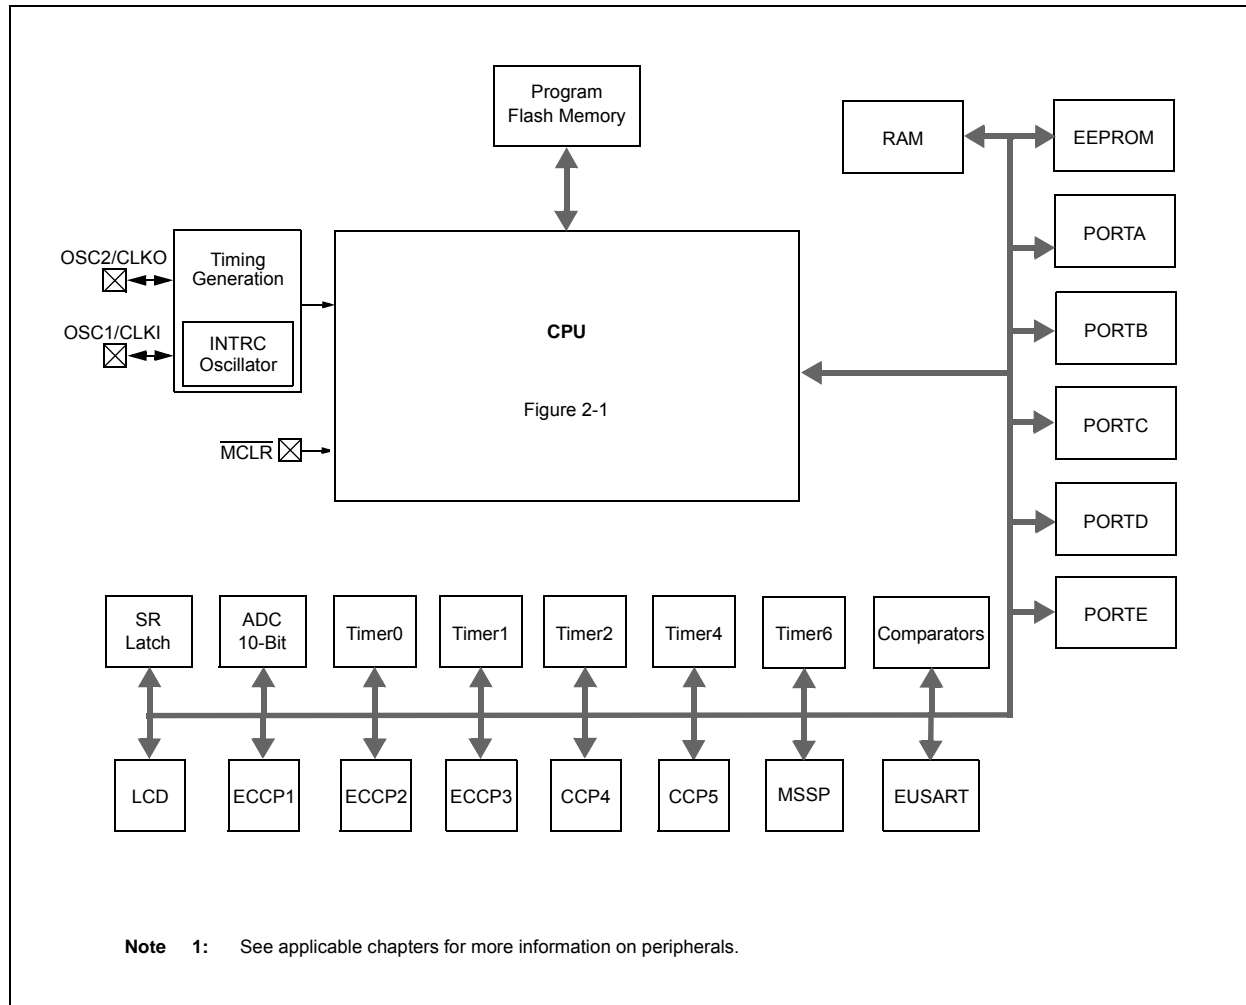 Program
Flash Memory
RAM
EEPROM
PORTA
OSC2/CLKO
Timing
Generation
PORTB
OSC1/CLKI
INTRC
Oscillator
CPU
Figure 2-1
PORTC
MCLR
PORTD
PORTE
SR
Latch
ADC
10-Bit
Timer0
Timer1
Timer2
Timer4
Timer6
Comparators
LCD
ECCP1
ECCP2
ECCP3
CCP4
CCP5
MSSP
EUSART
Note 1: See applicable chapters for more information on peripherals.